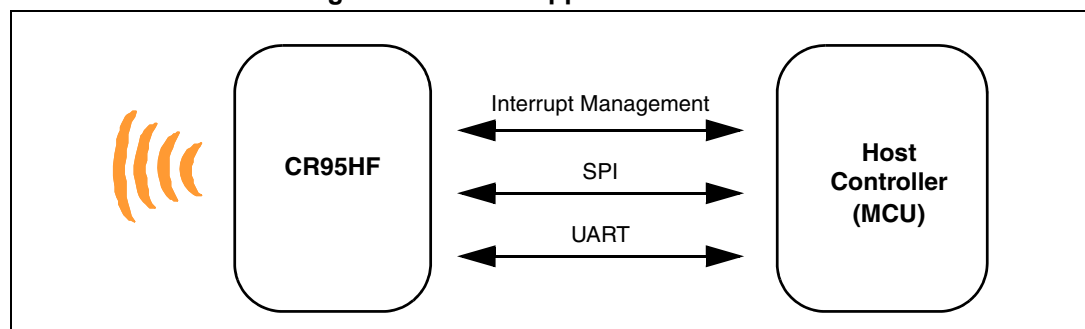 Interrupt Management
CR95HF
SPI
UART
Host
Controller
(MCU)